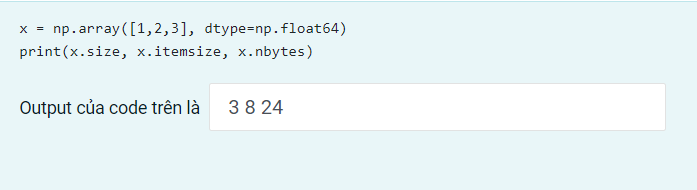 x = np.array([1,2,3], dtype=np.float64)
print(x.size, x.itemsize, x.nbytes)
Output của code trên là 3 8 24